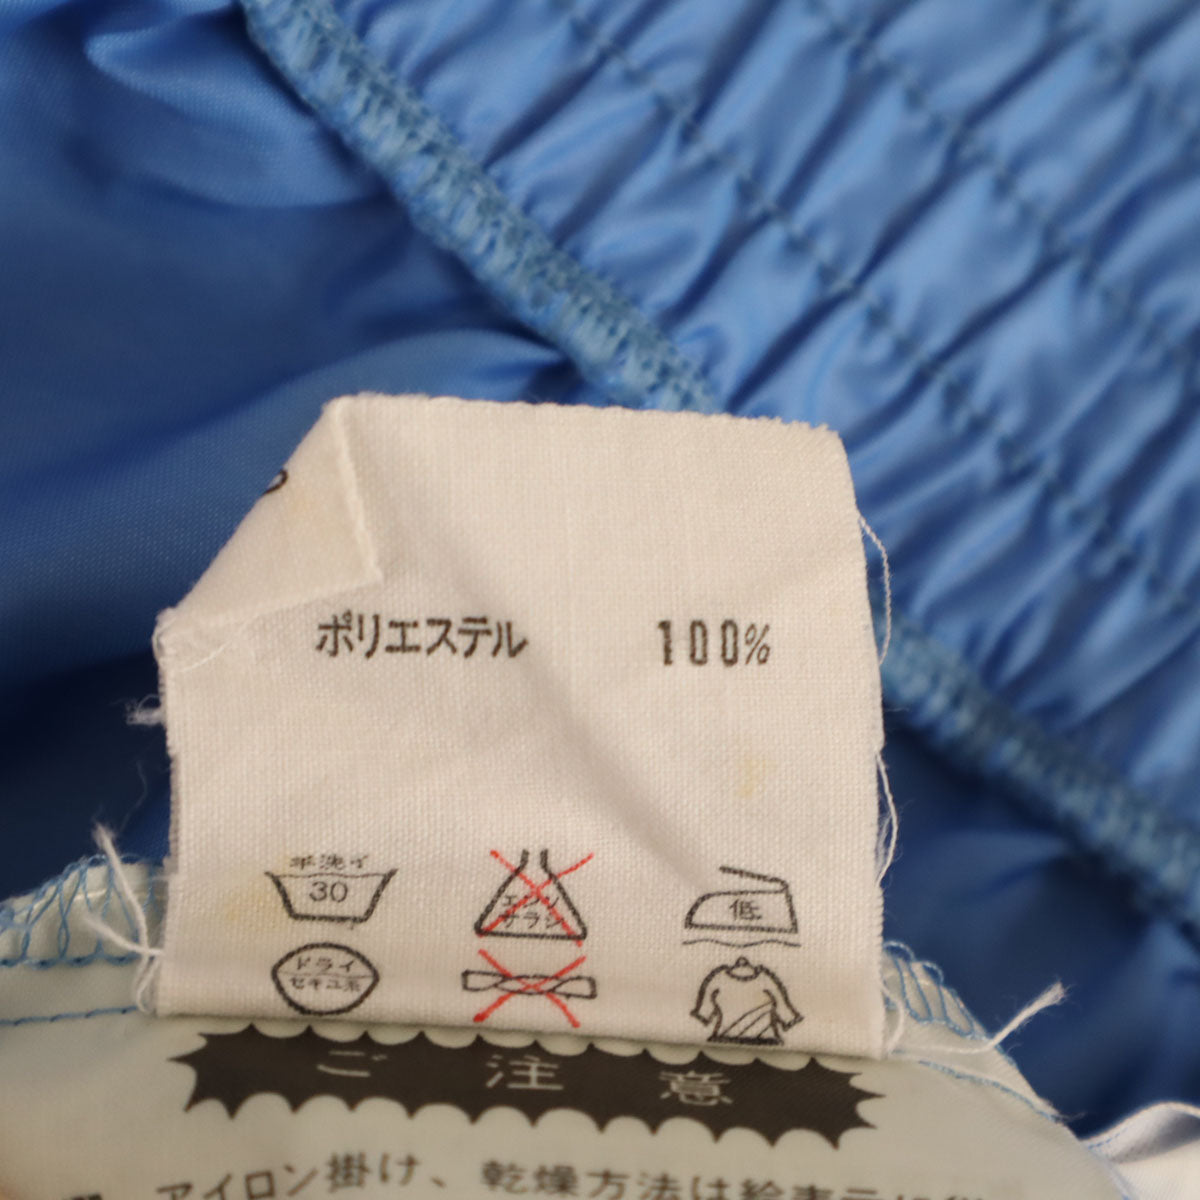 ポリエステル 100%
手洗イ
30
エンソ
サラシ
低
ドライ
セキユ系
ご注意
アイロン掛け、乾燥方法は絵表示